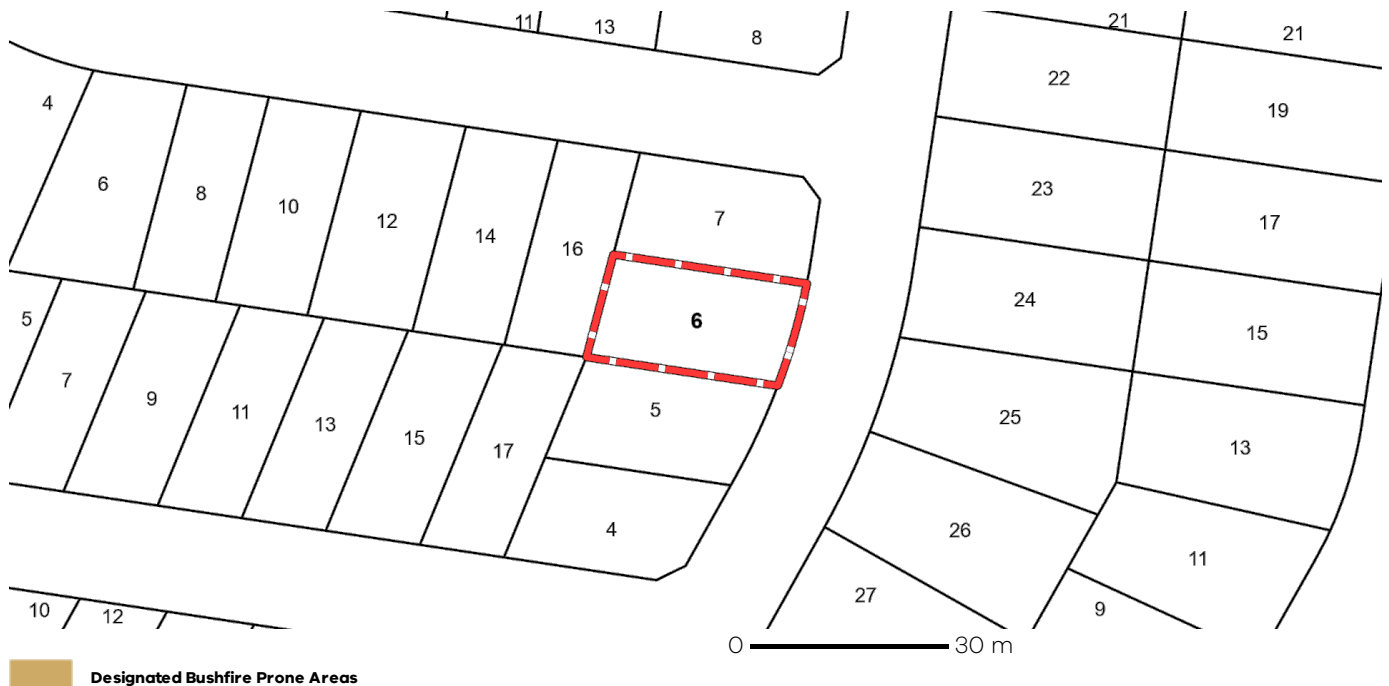 11 13 8 21 21
22 19
4
6 8 10 12 14 16 7 23 17
5 6 24 15
7 9 11 13 15 17 5 25 13
4 26 11
10 12 27 9
0 30 m
Designated Bushfire Prone Areas